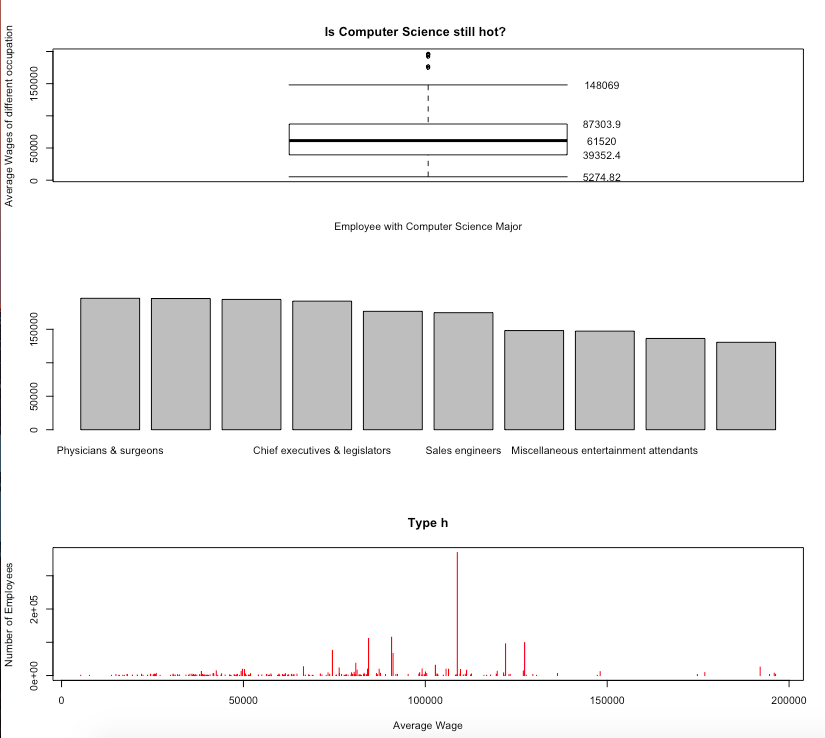 Is Computer Science still hot?
Average Wages of different occupation
150000
50000
0
148069
87303.9
61520
39352.4
5274.82
Employee with Computer Science Major
150000
50000
0
Physicians & surgeons
Chief executives & legislators
Sales engineers
Miscellaneous entertainment attendants
Type h
Number of Employees
2e+05
0e+00
0
50000
100000
150000
200000
Average Wage